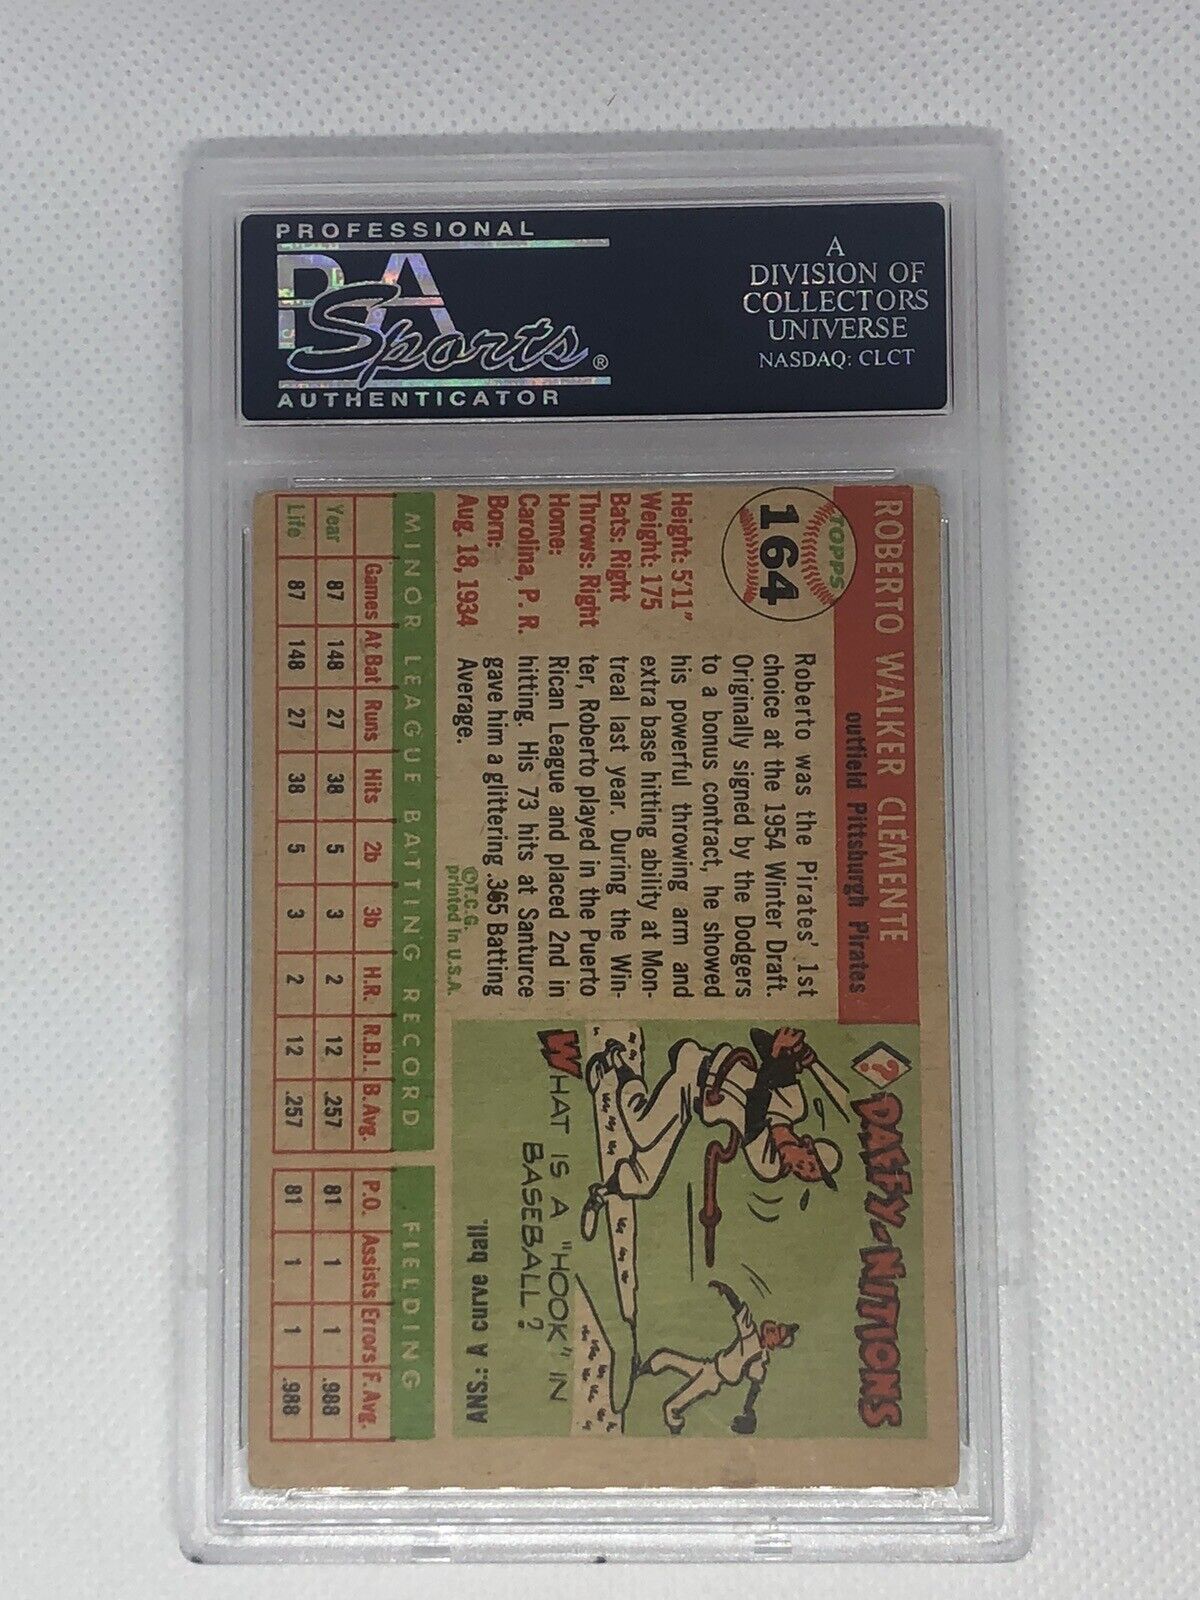 PROFESSIONAL
PSA
Sports®
AUTHENTICATOR
A
DIVISION OF
COLLECTORS
UNIVERSE
NASDAQ: CLCT
TOPPS
164
ROBERTO WALKER CLEMENTE
outfield Pittsburgh Pirates
Height: 5'11"
Weight: 175
Bats: Right
Throws: Right
Home:
Carolina, P. R.
Born:
Aug. 18, 1934
Roberto was the Pirates' 1st
choice at the 1954 Winter Draft.
Originally signed by the Dodgers
to a bonus contract, he showed
his powerful throwing arm and
extra base hitting ability at Mon-
treal last year. During the Win-
ter, Roberto played in the Puerto
Rican League and placed 2nd in
hitting. His 73 hits at Santurce
gave him a glittering .365 Batting
Average.
©T.C.G.
printed in U.S.A.
? DAFFY-NITIONS
WHAT IS A "HOOK" IN
BASEBALL?
ANS.: A curve ball.
MINOR LEAGUE BATTING RECORD FIELDING
Games At Bat Runs Hits 2b 3b H.R. R.B.I. B. Avg. P.O. Assists Errors F. Avg.
Year 87 148 27 38 5 3 2 12 .257 81 1 1 .988
Life 87 148 27 38 5 3 2 12 .257 81 1 1 .988